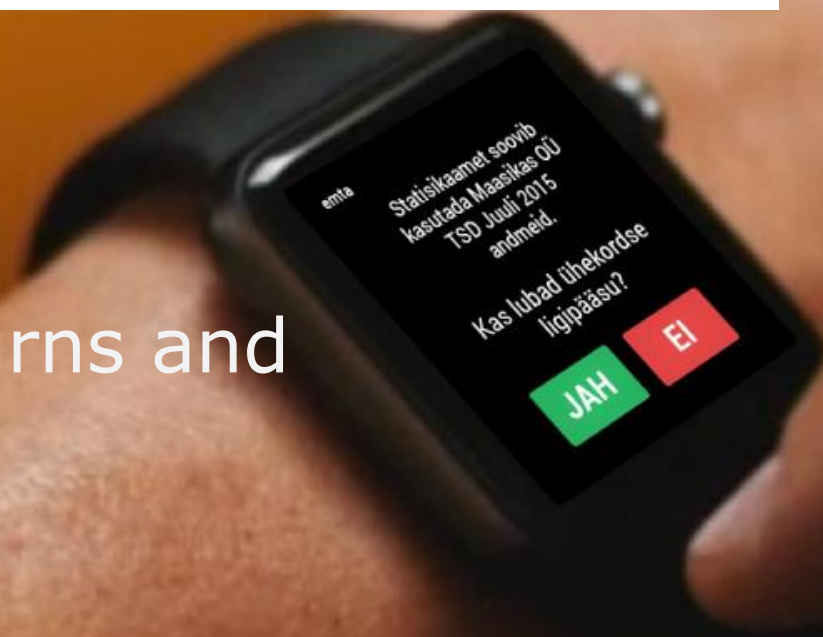 emta
Statisikaamet soovib
kasutada Maasikas OÜ
TSD Juuli 2015
andmeid.
Kas lubad ühekordse
ligipääsu?
JAH
EI
rns and